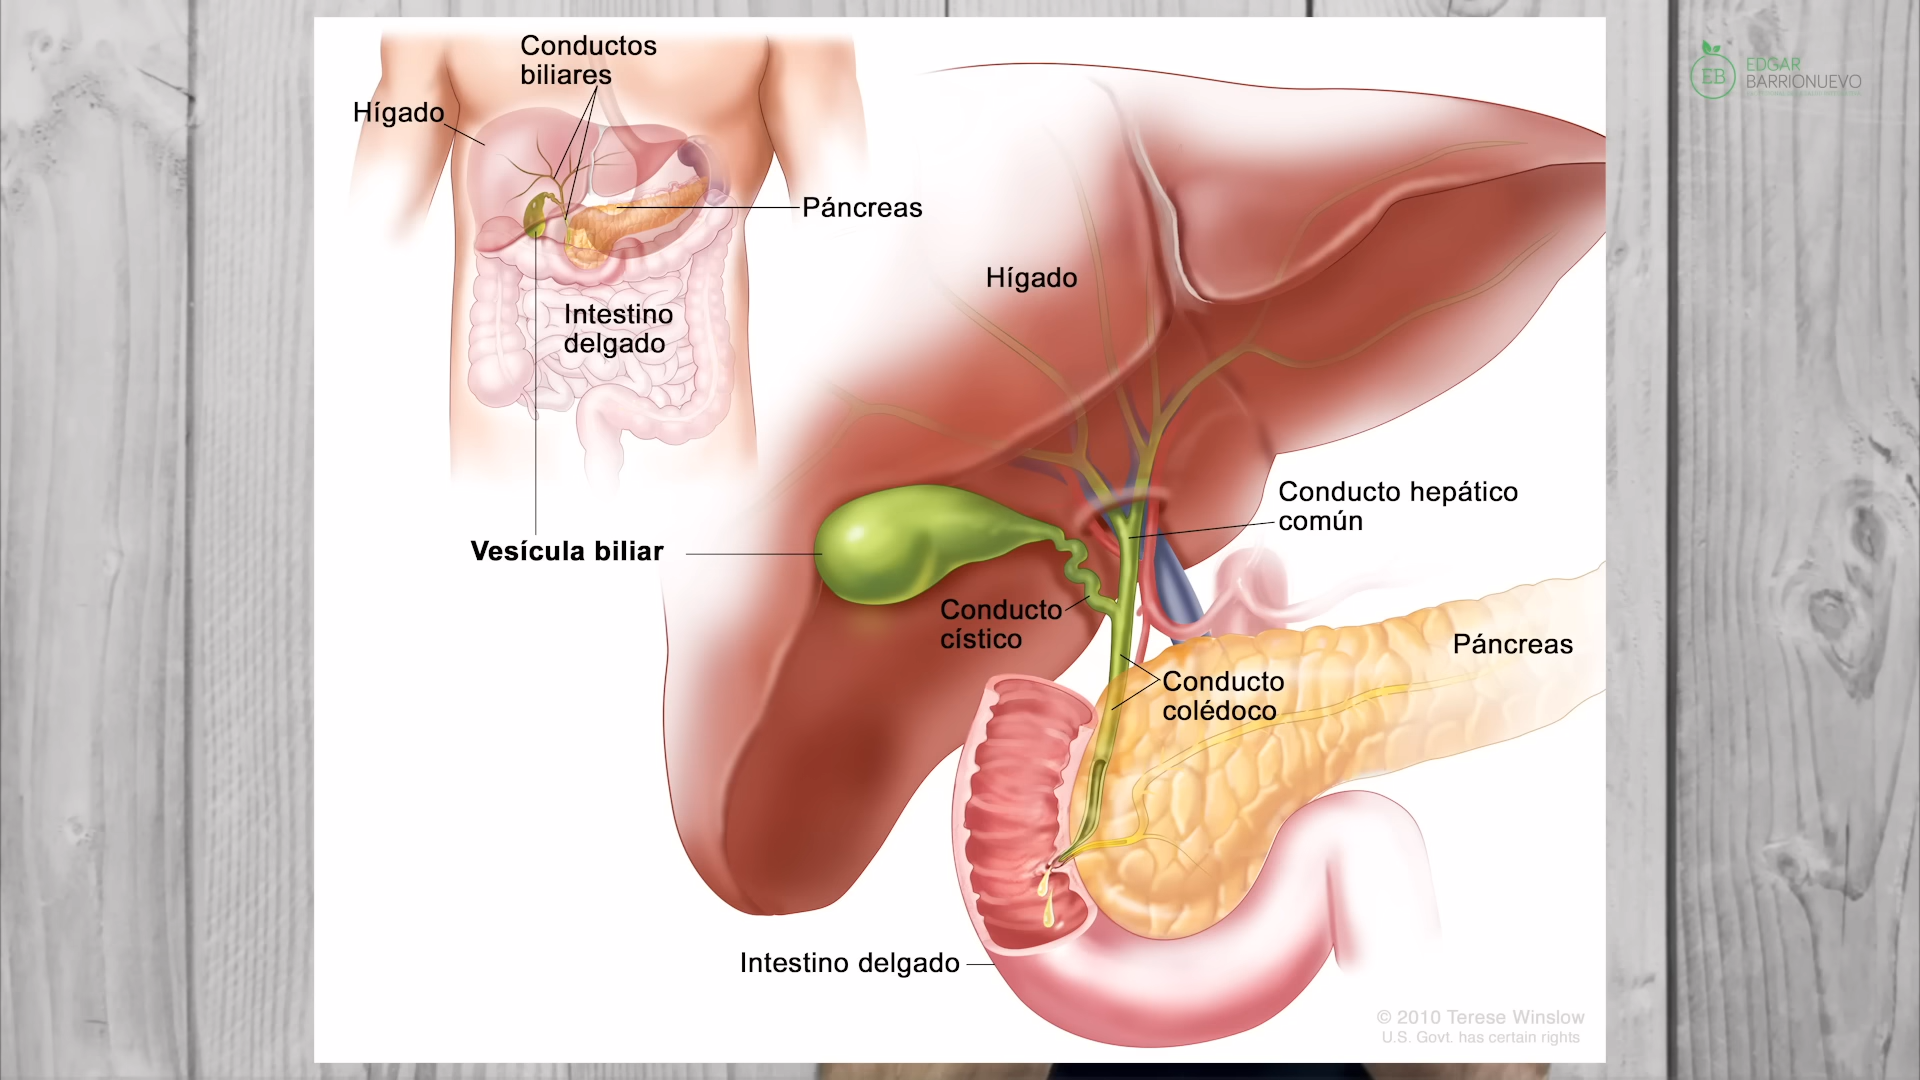 Conductos
biliares
Hígado
Páncreas
Intestino
delgado
Vesícula biliar
Hígado
Conducto hepático
común
Conducto
cístico
Páncreas
Conducto
colédoco
Intestino delgado
© 2010 Terese Winslow
U.S. Govt. has certain rights
EB
EDGAR
BARRIONUEVO